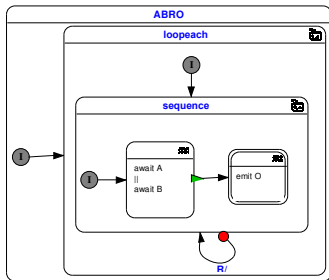 ABRO
loopeach
I
sequence
I
I
await A
||
await B
emit O
R/